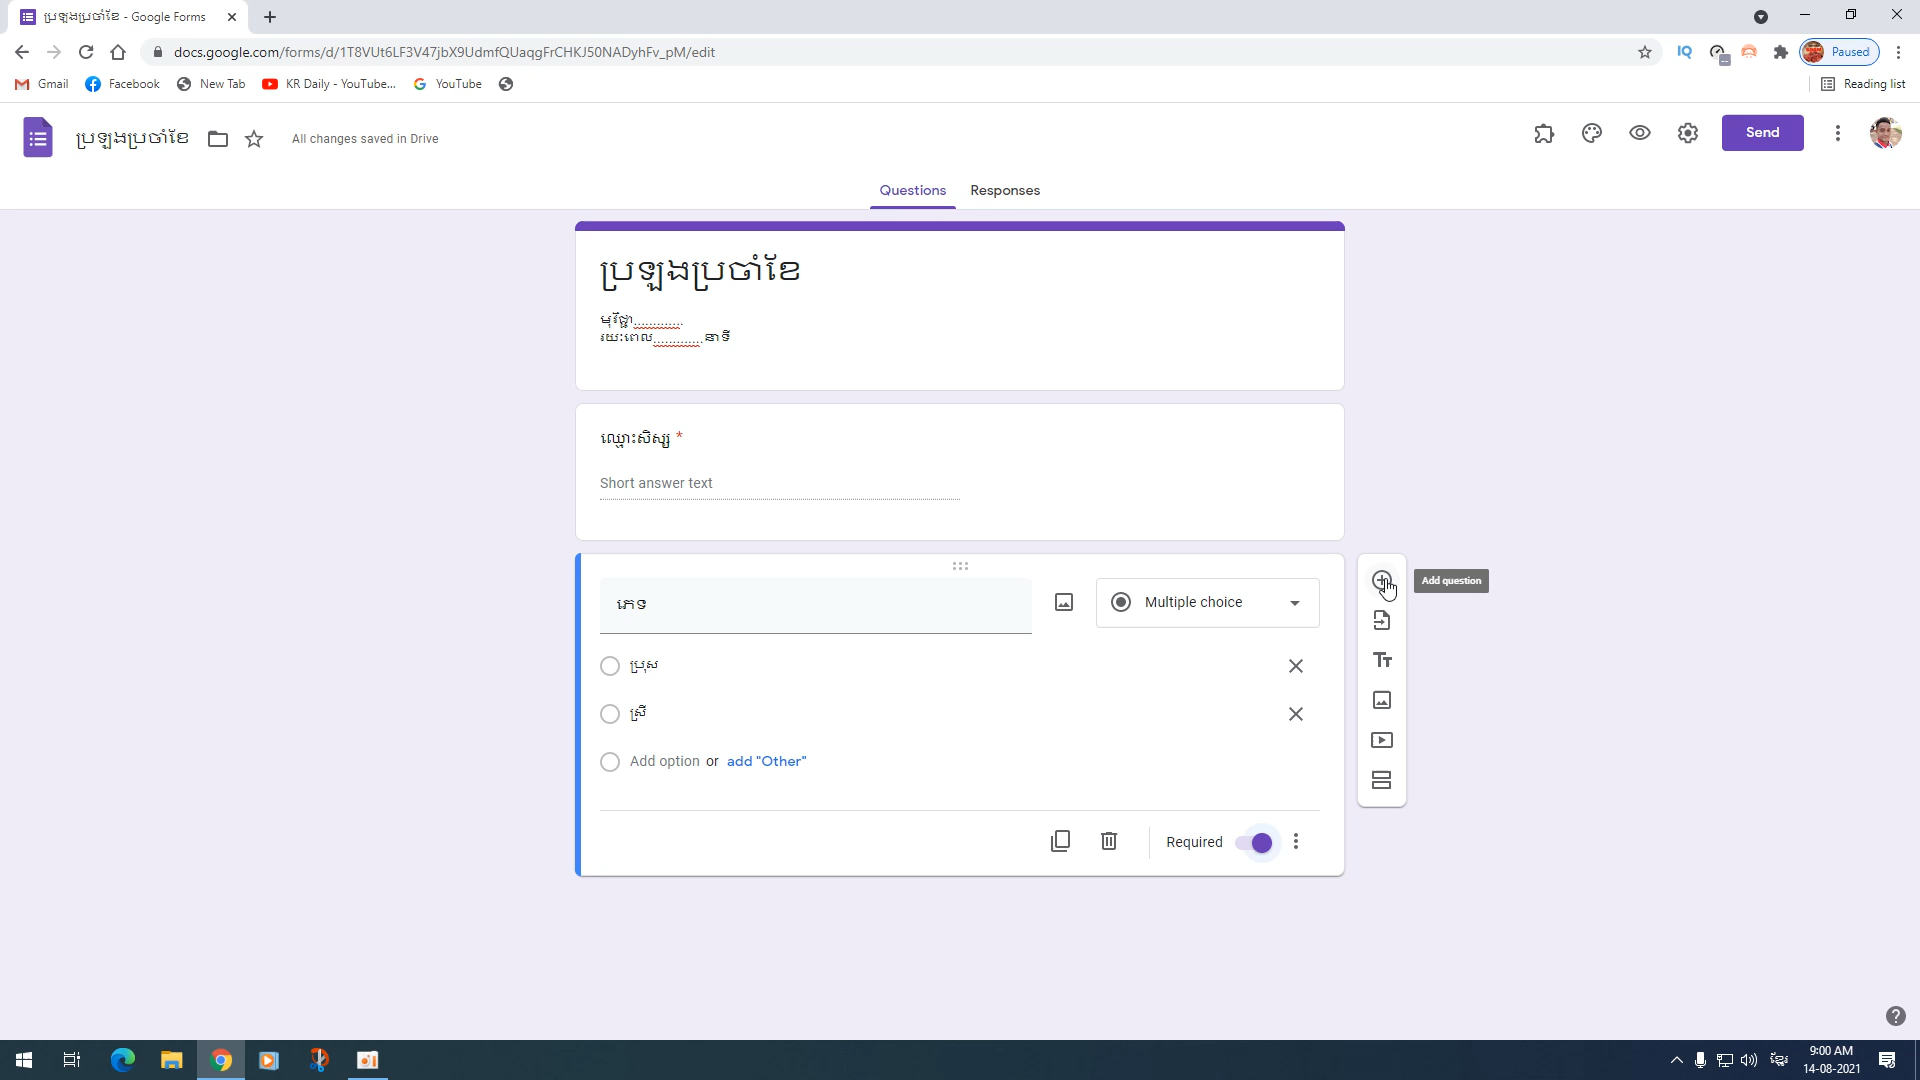 ប្រឡងប្រចាំខែ - Google Forms
docs.google.com/forms/d/1T8VUt6LF3V47jbX9UdmfQUaqgFrCHKJ50NADyhFv_pM/edit
Paused
Gmail
Facebook
New Tab
KR Daily - YouTube...
YouTube
Reading list
ប្រឡងប្រចាំខែ
All changes saved in Drive
Send
Questions
Responses
ប្រឡងប្រចាំខែ
មុវិជ្ជា.............
រយៈពេល.............នាទី
ឈ្មោះសិស្ស *
Short answer text
ភេទ
Multiple choice
Add question
ប្រុស
ស្រី
Add option or add "Other"
Required
IQ
Tт
ខ្មែរ
9:00 AM
14-08-2021